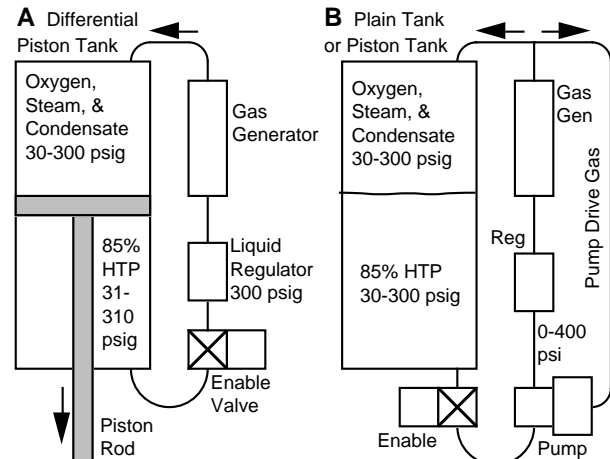 A Differential
Piston Tank
Oxygen,
Steam, &
Condensate
30-300 psig
Gas
Generator
85%
HTP
31-
310
psig
Liquid
Regulator
300 psig
Enable
Valve
Piston
Rod
B Plain Tank
or Piston Tank
Oxygen,
Steam, &
Condensate
30-300 psig
Gas
Gen
Pump Drive Gas
Reg
85% HTP
30-300 psig
0-400
psi
Enable
Pump